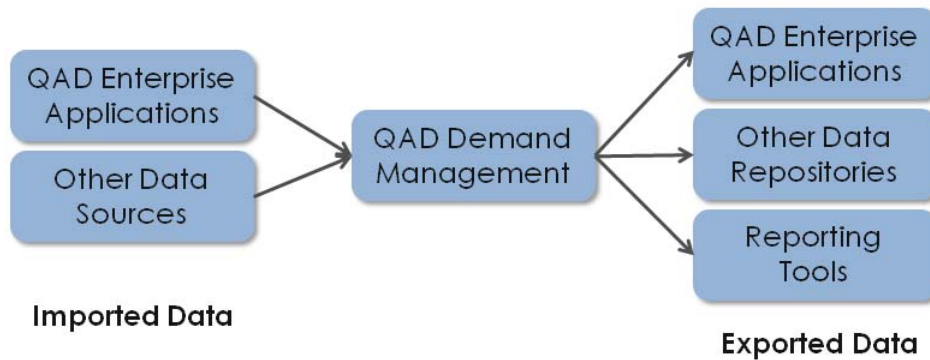 QAD Enterprise
Applications
Other Data
Sources
Imported Data
QAD Demand
Management
QAD Enterprise
Applications
Other Data
Repositories
Reporting
Tools
Exported Data